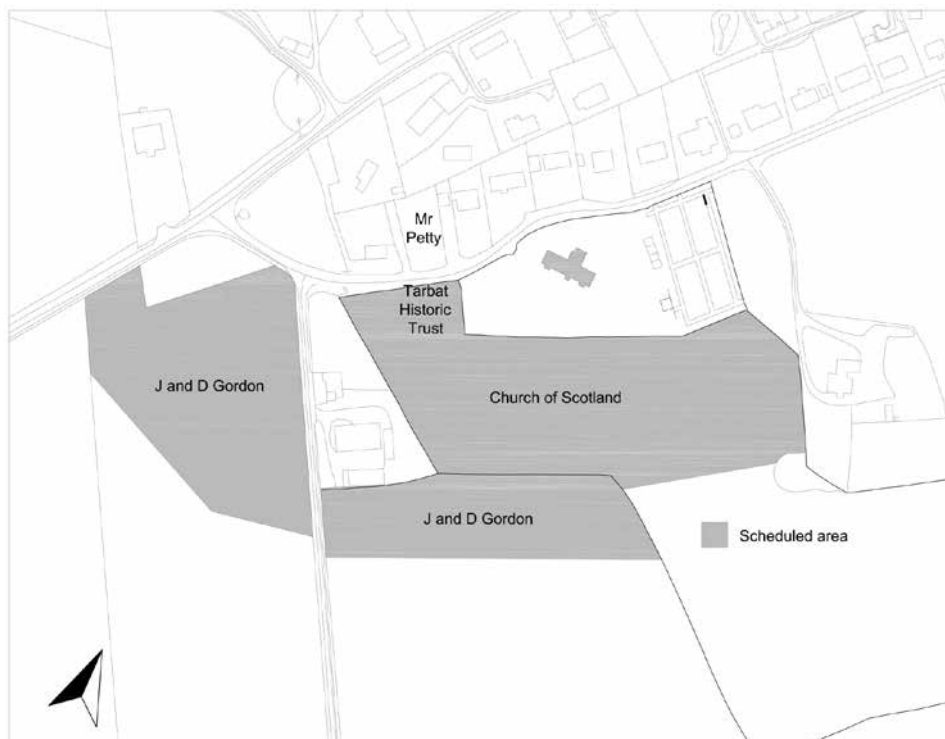 Mr
Petty
Tarbat
Historic
Trust
J and D Gordon
Church of Scotland
J and D Gordon
Scheduled area